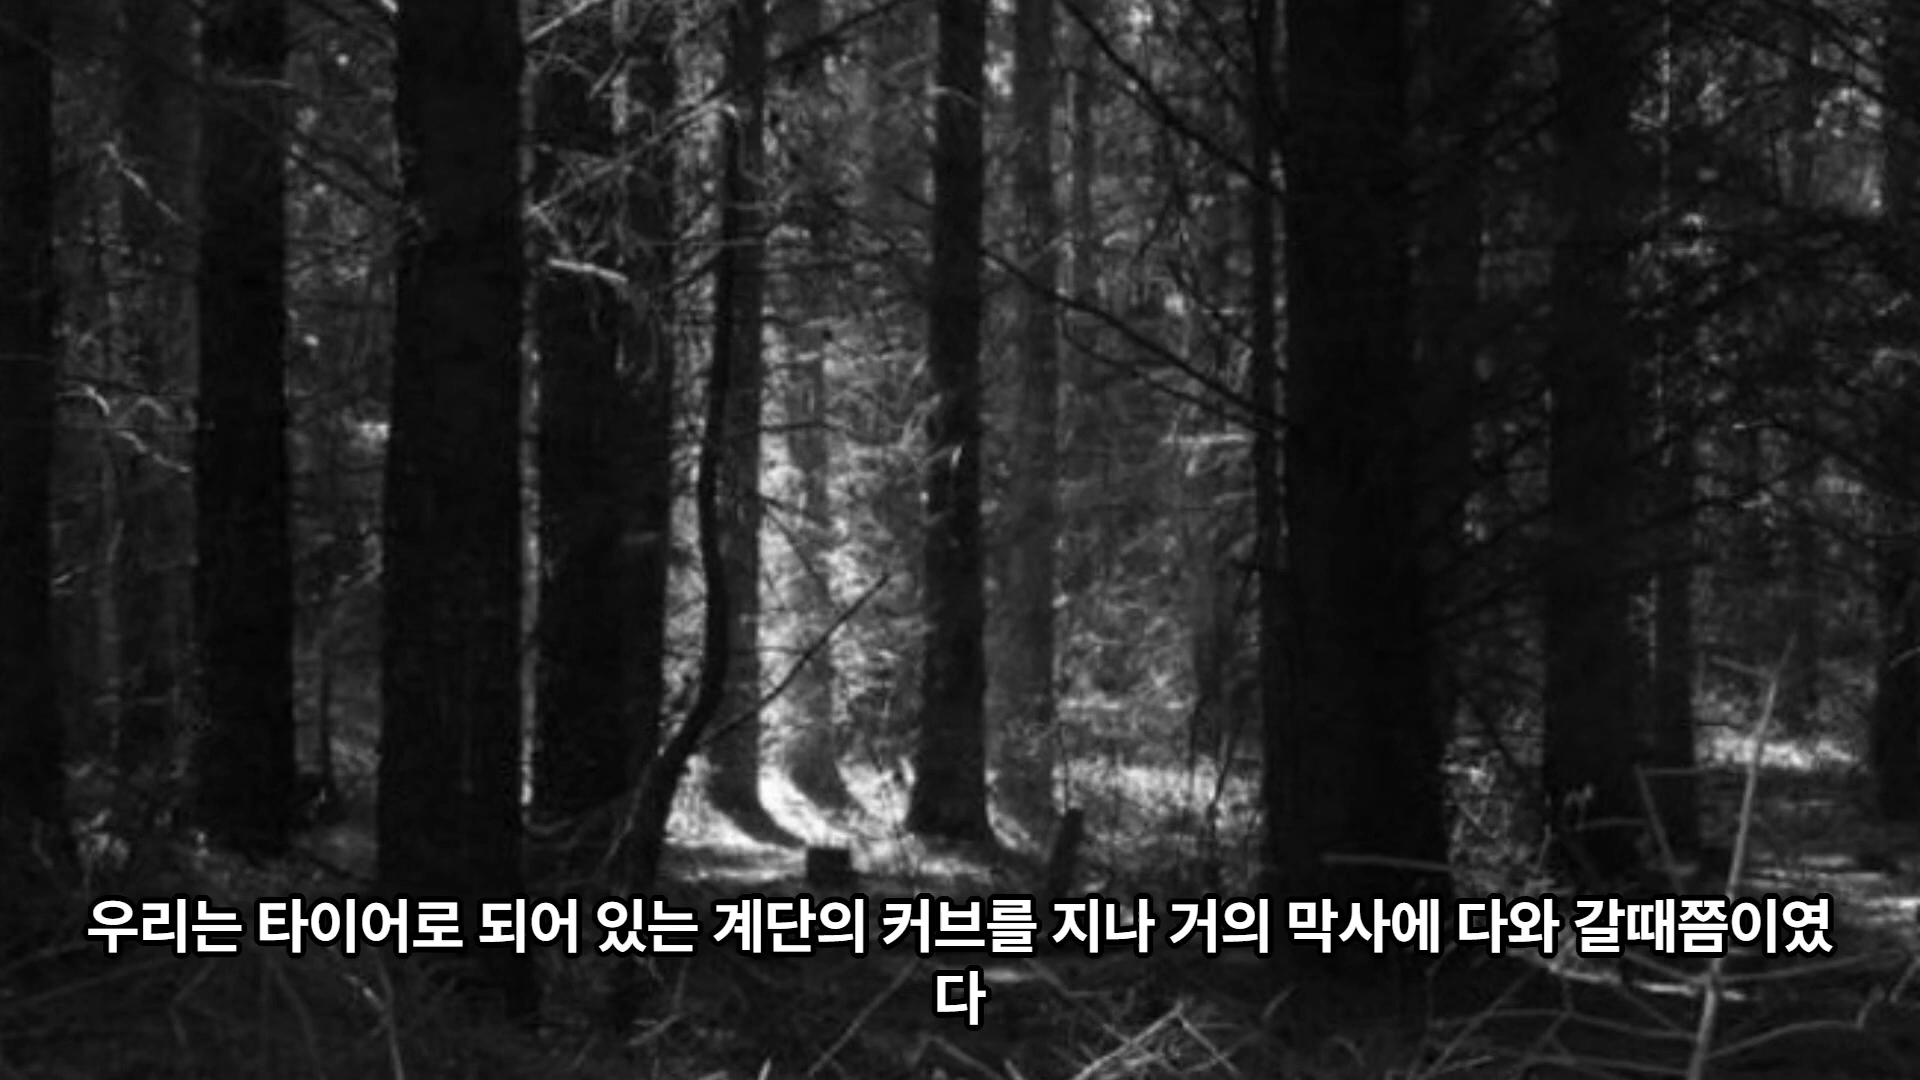 우리는 타이어로 되어 있는 계단의 커브를 지나 거의 막사에 다와 갈때쯤이였
다